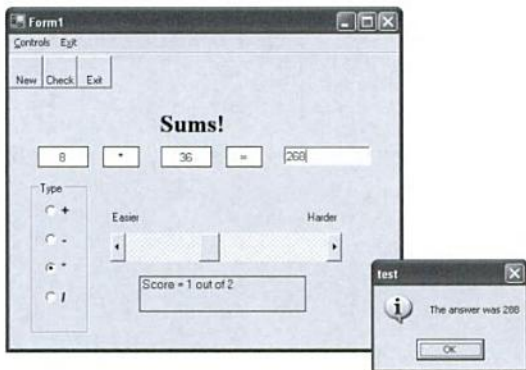 Form1
Controls Exit
New Check Exit
Sums!
8 * 36 = 268
Type
+
-
*
/
Easier Harder
Score = 1 out of 2
test
The answer was 288
OK